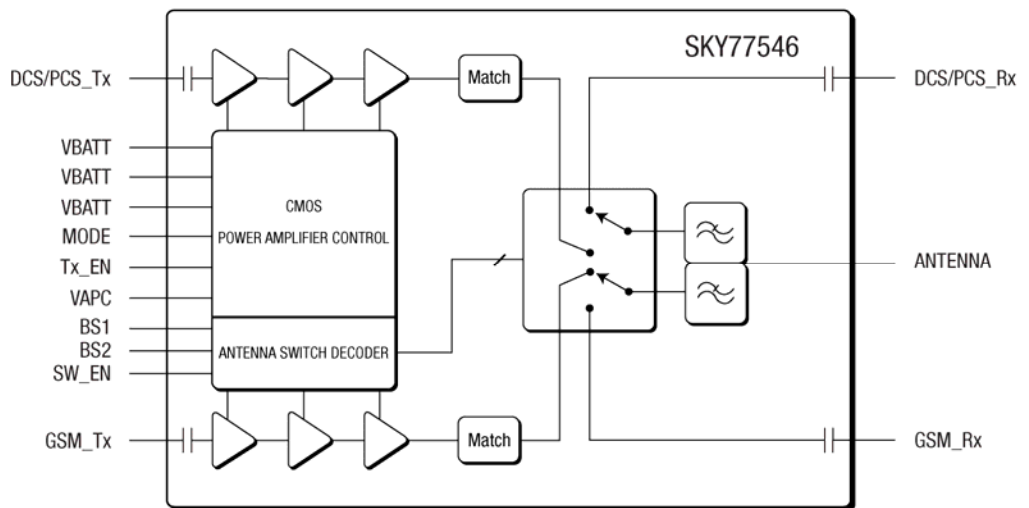 SKY77546
DCS/PCS_Tx
Match
DCS/PCS_Rx
VBATT
VBATT
VBATT
MODE
Tx_EN
VAPC
BS1
BS2
SW_EN
CMOS
POWER AMPLIFIER CONTROL
ANTENNA SWITCH DECODER
ANTENNA
GSM_Tx
Match
GSM_Rx